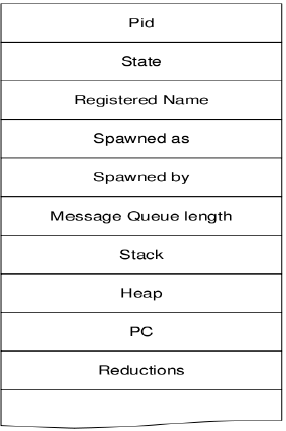 Pid
State
Registered Name
Spawned as
Spawned by
Message Queue length
Stack
Heap
PC
Reductions